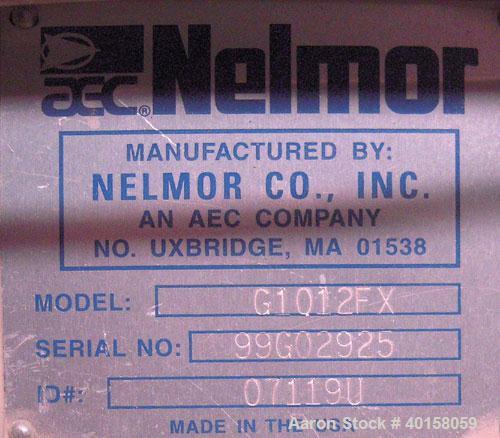 AEC® Nelmor
MANUFACTURED BY:
NELMOR CO., INC.
AN AEC COMPANY
NO. UXBRIDGE, MA 01538
MODEL: G1012FX
SERIAL NO: 99G02925
ID#: 07119U
MADE IN THE USA
Aaron Stock # 40158059